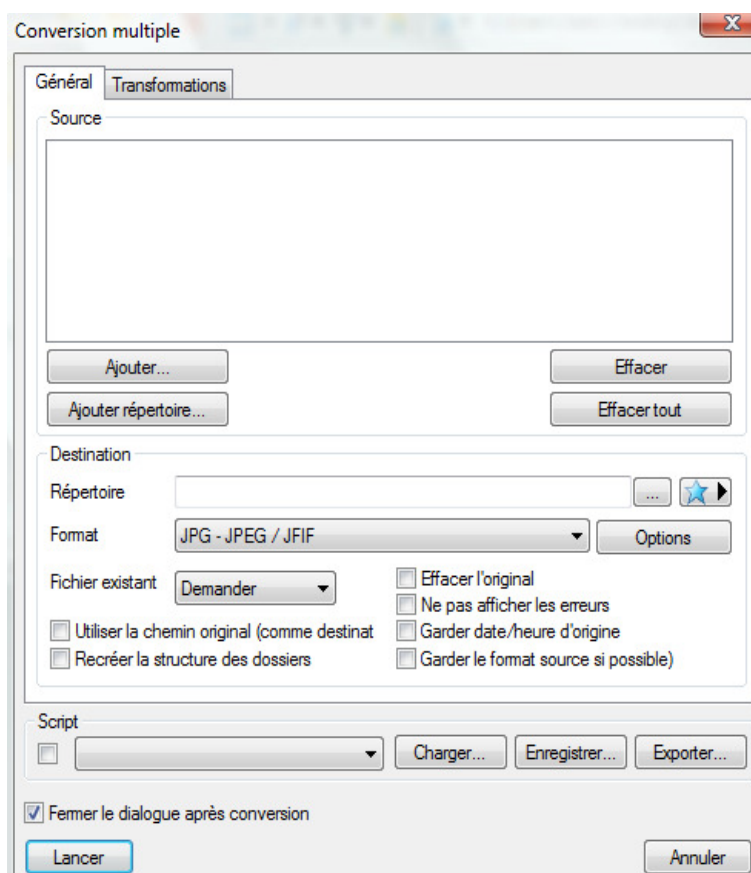 Conversion multiple
Général Transformations
Source
Ajouter... Effacer
Ajouter répertoire... Effacer tout
Destination
Répertoire ...
Format JPG - JPEG / JFIF Options
Fichier existant Demander
Effacer l'original
Ne pas afficher les erreurs
Utiliser la chemin original (comme destinat
Garder date/heure d'origine
Recréer la structure des dossiers
Garder le format source si possible)
Script
Charger... Enregistrer... Exporter...
Fermer le dialogue après conversion
Lancer Annuler